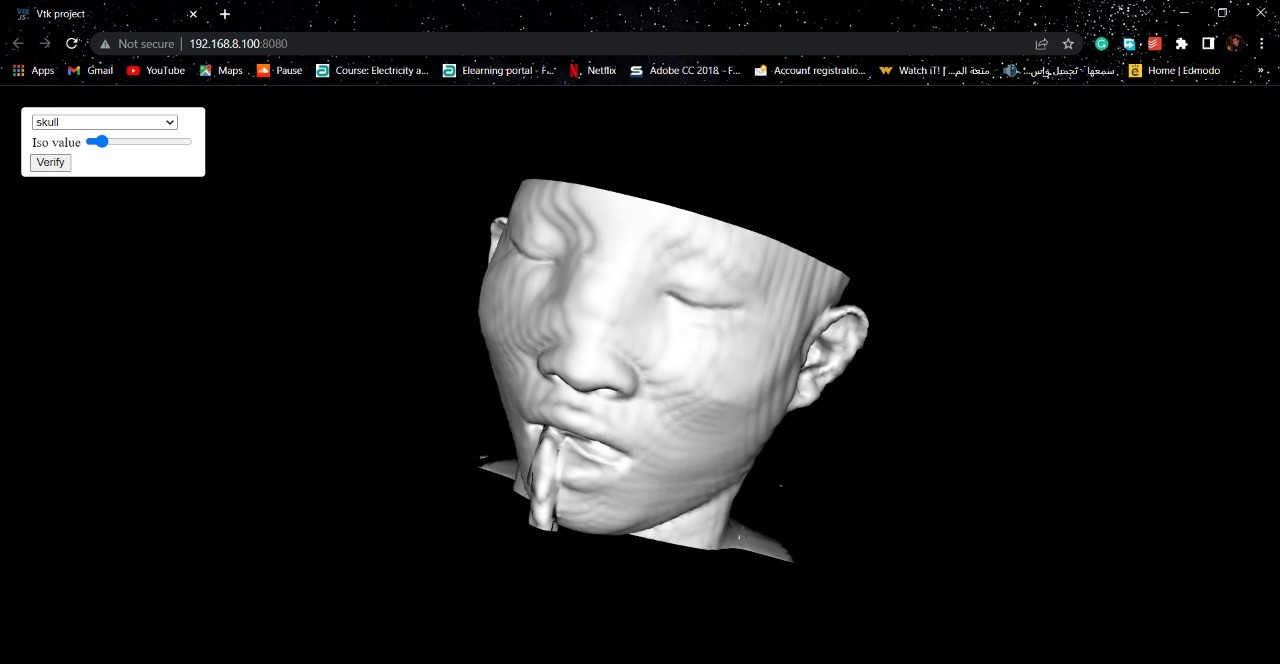 Vtk project
Not secure | 192.168.8.100:8080
Apps Gmail YouTube Maps Pause Course: Electricity a... Elearning portal - F... Netflix Adobe CC 2018 - F... Account registratio... Watch iT! [ ...متعة الم سمعها - تجميل وإس... Home | Edmodo »
skull
Iso value
Verify